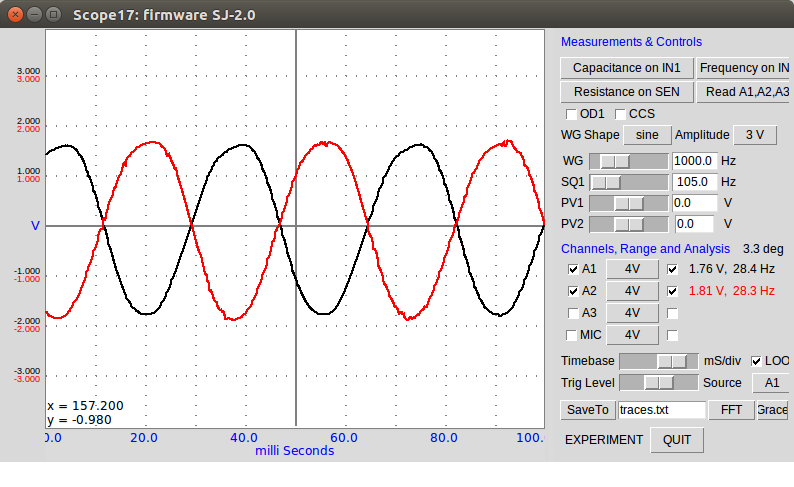 Scope17: firmware SJ-2.0
3.000
3.000
2.000
2.000
1.000
1.000
V
-1.000
-1.000
-2.000
-2.000
-3.000
-3.000
x = 157.200
y = -0.980
0.0 20.0 40.0 60.0 80.0 100.
milli Seconds
Measurements & Controls
Capacitance on IN1 Frequency on IN
Resistance on SEN Read A1,A2,A3
OD1 CCS
WG Shape sine Amplitude 3 V
WG 1000.0 Hz
SQ1 105.0 Hz
PV1 0.0 V
PV2 0.0 V
Channels, Range and Analysis 3.3 deg
A1 4V 1.76 V, 28.4 Hz
A2 4V 1.81 V, 28.3 Hz
A3 4V
MIC 4V
Timebase mS/div LOO
Trig Level Source A1
SaveTo traces.txt FFT Grace
EXPERIMENT QUIT